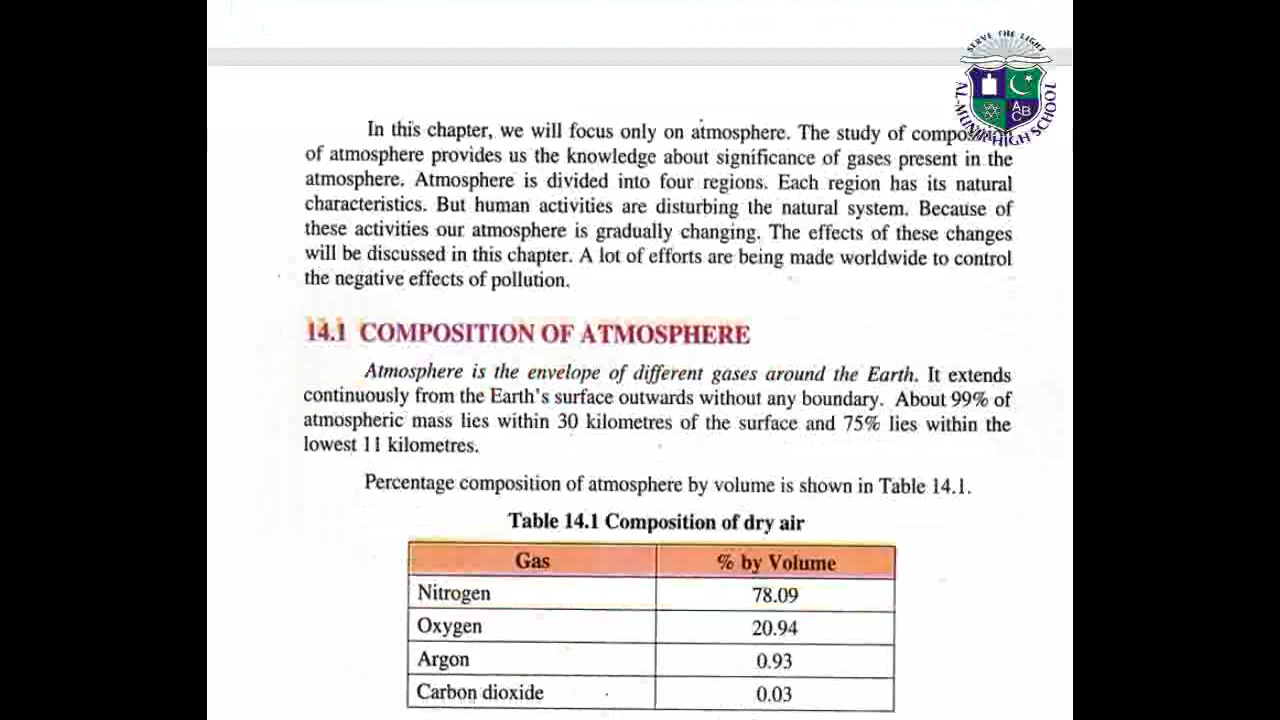 SERVE THE LIGHT
AL-MUNIR HIGH SCHOOL
ABC
In this chapter, we will focus only on atmosphere. The study of
of atmosphere provides us the knowledge about significance of gases present in the
atmosphere. Atmosphere is divided into four regions. Each region has its natural
characteristics. But human activities are disturbing the natural system. Because of
these activities our atmosphere is gradually changing. The effects of these changes
will be discussed in this chapter. A lot of efforts are being made worldwide to control
the negative effects of pollution.
14.1 COMPOSITION OF ATMOSPHERE
Atmosphere is the envelope of different gases around the Earth. It extends
continuously from the Earth's surface outwards without any boundary. About 99% of
atmospheric mass lies within 30 kilometres of the surface and 75% lies within the
lowest 11 kilometres.
Percentage composition of atmosphere by volume is shown in Table 14.1.
Table 14.1 Composition of dry air
Gas % by Volume
Nitrogen 78.09
Oxygen 20.94
Argon 0.93
Carbon dioxide 0.03